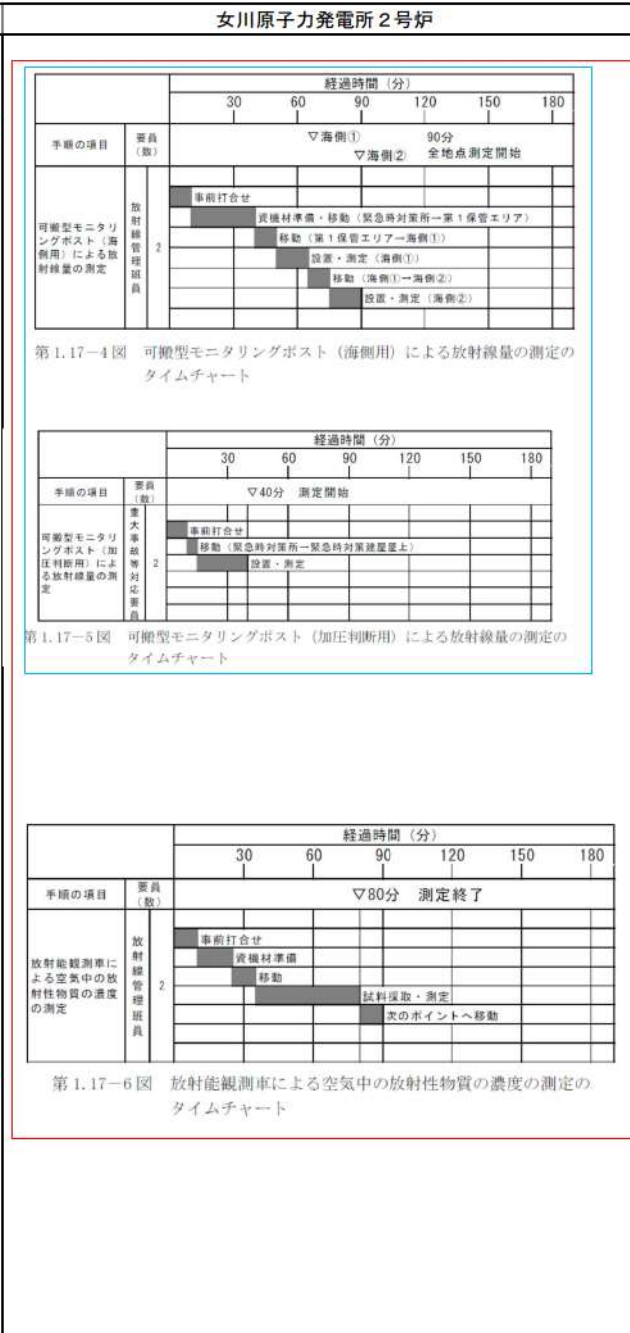 女川原子力発電所２号炉
経過時間（分）
30 60 90 120 150 180
手順の項目 要員（数） ▽海側① 90分
▽海側② 全地点測定開始
可搬型モニタリングポスト（海側用）による放射線量の測定 放射線管理班員 2
事前打合せ
資機材準備・移動（緊急時対策所→第１保管エリア）
移動（第１保管エリア→海側①）
設置・測定（海側①）
移動（海側①→海側②）
設置・測定（海側②）
第1.17－4図 可搬型モニタリングポスト（海側用）による放射線量の測定の
タイムチャート
経過時間（分）
30 60 90 120 150 180
手順の項目 要員（数） ▽40分 測定開始
可搬型モニタリングポスト（加圧判断用）による放射線量の測定 重大事故等対応要員 2
事前打合せ
移動（緊急時対策所→緊急時対策建屋屋上）
設置・測定
第1.17－5図 可搬型モニタリングポスト（加圧判断用）による放射線量の測定の
タイムチャート
経過時間（分）
30 60 90 120 150 180
手順の項目 要員（数） ▽80分 測定終了
放射能観測車による空気中の放射性物質の濃度の測定 放射線管理班員 2
事前打合せ
資機材準備
移動
試料採取・測定
次のポイントへ移動
第1.17－6図 放射能観測車による空気中の放射性物質の濃度の測定の
タイムチャート